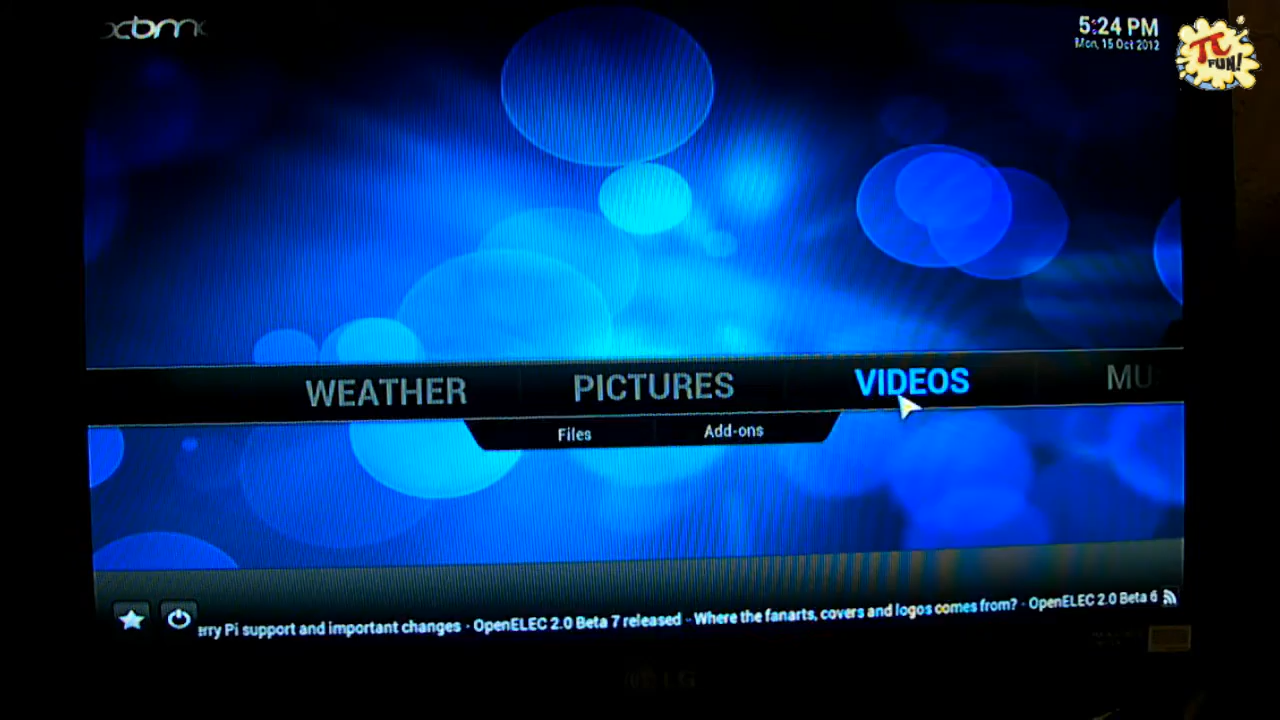 xbmc
5:24 PM
Mon, 15 Oct 2012
FUN!
WEATHER PICTURES VIDEOS MU
Files Add-ons
erry Pi support and important changes · OpenELEC 2.0 Beta 7 released · Where the fanarts, covers and logos comes from? · OpenELEC 2.0 Beta 6
LG